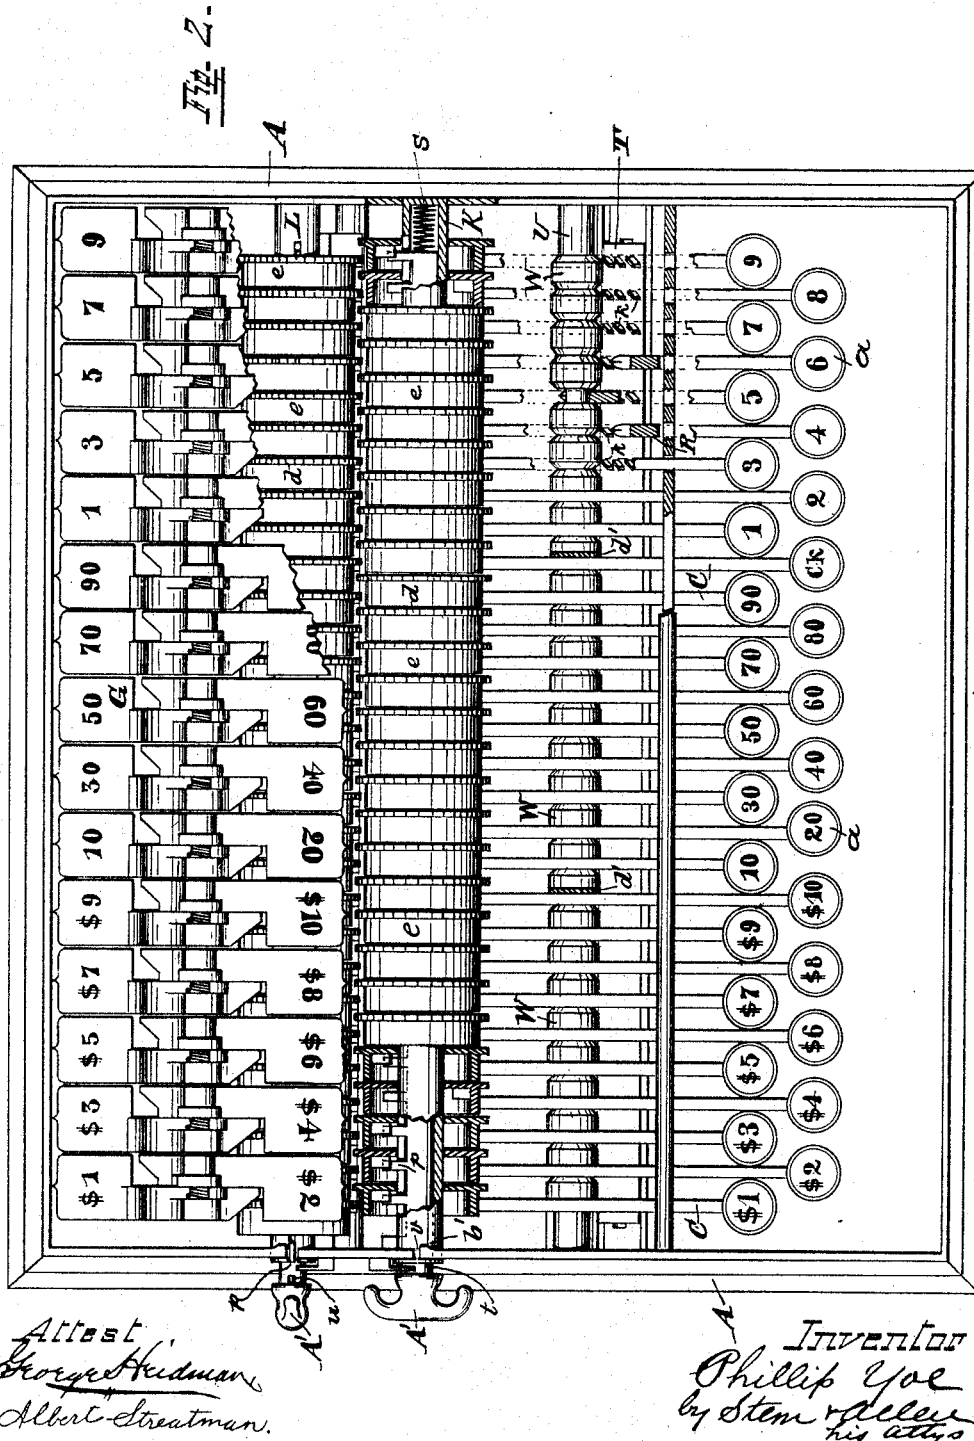 Fig. 2.
A
L
S
K
U
T
9
7
5
3
1
90
70
50
G
30
10
$9
$7
$5
$3
$1
60
40
20
$10
$8
$6
$4
$2
e
e
d
e
d
e
e
p
W
W
W
k
k
R
d'
d'
C
C
9
8
7
6
a
5
4
3
2
1
CK
90
80
70
60
50
40
30
20
a
10
$10
$9
$8
$7
$6
$5
$4
$3
$2
$1
b'
v
t
u
A'
A'
A
Attest.
George Heidman
Albert Streatman.
Inventor
Phillip Yoe
by Stem & Allen
his attys